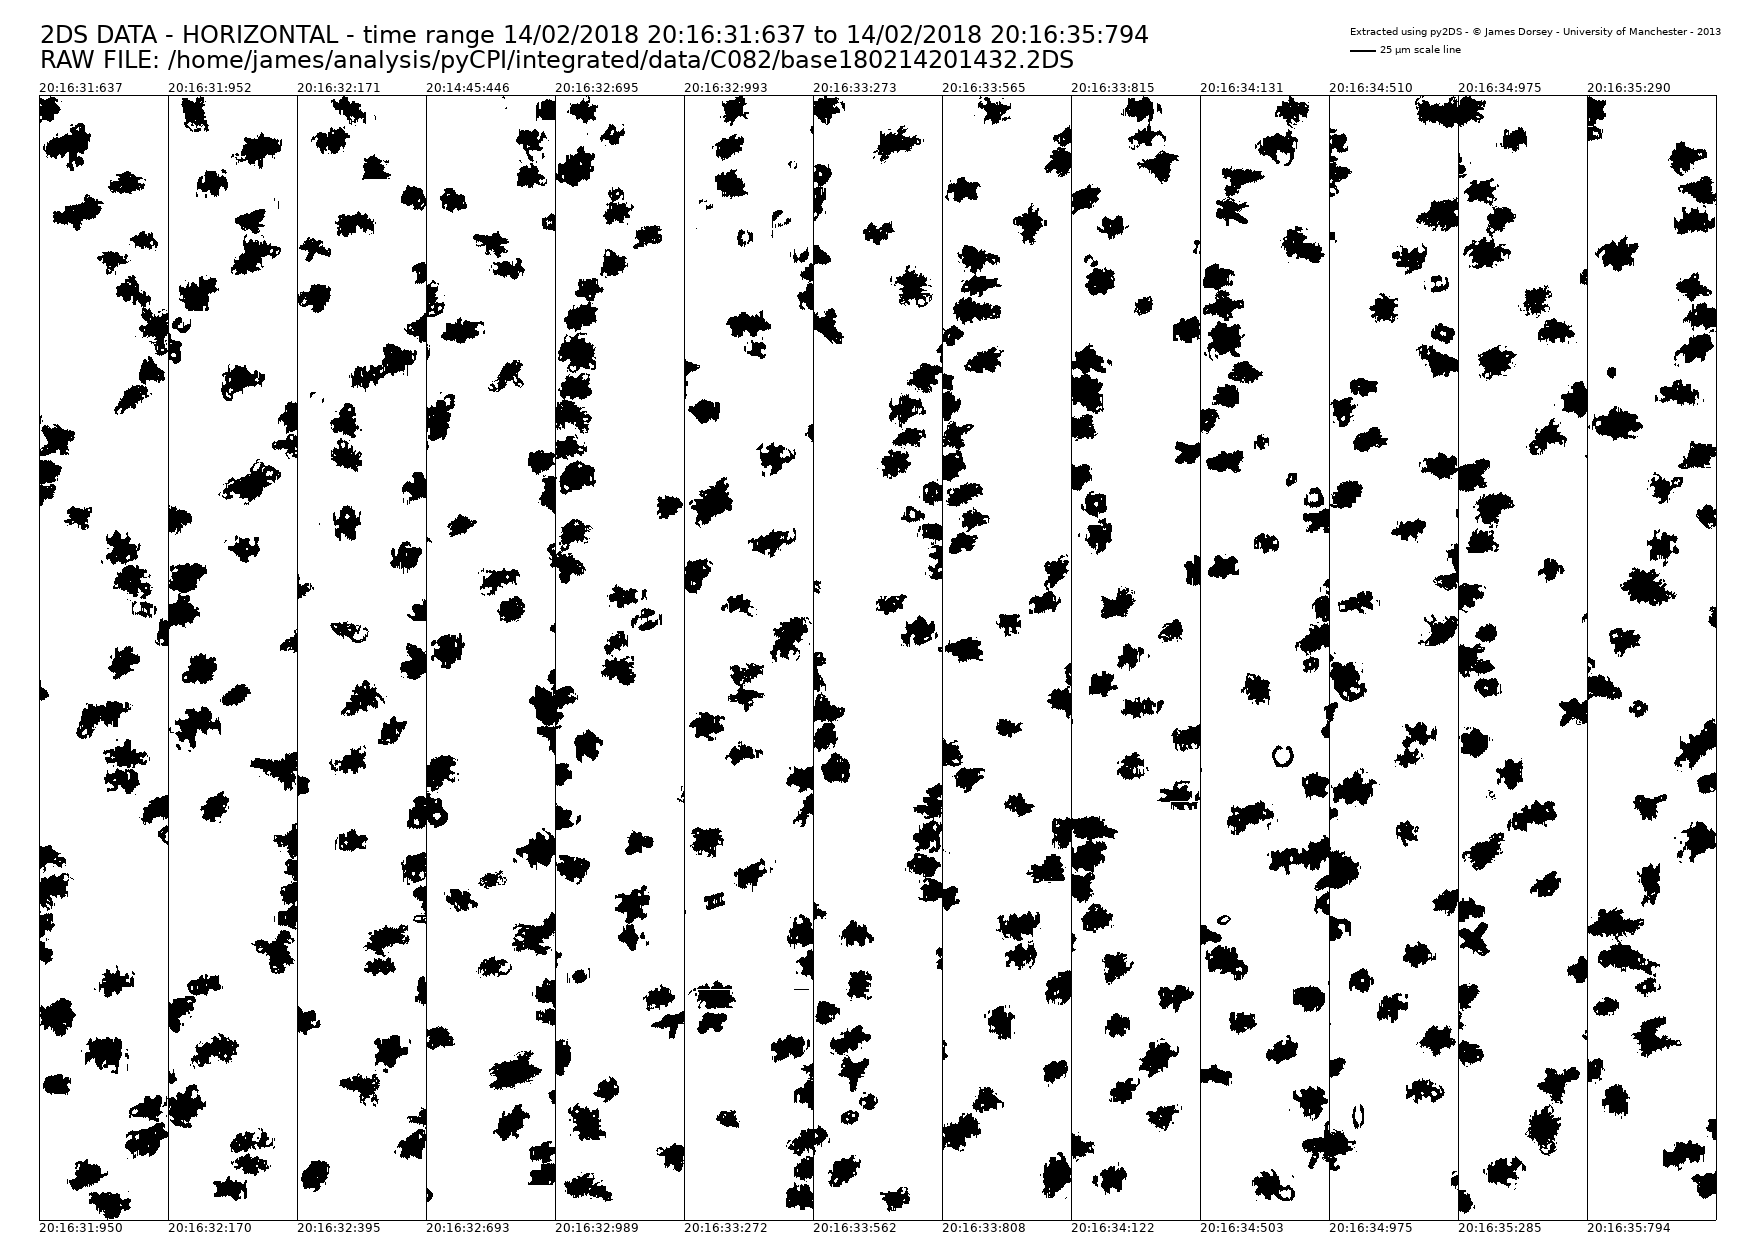 2DS DATA - HORIZONTAL - time range 14/02/2018 20:16:31:637 to 14/02/2018 20:16:35:794
RAW FILE: /home/james/analysis/pyCPI/integrated/data/C082/base180214201432.2DS
Extracted using py2DS - © James Dorsey - University of Manchester - 2013
25 µm scale line
20:16:31:637 20:16:31:952 20:16:32:171 20:14:45:446 20:16:32:695 20:16:32:993 20:16:33:273 20:16:33:565 20:16:33:815 20:16:34:131 20:16:34:510 20:16:34:975 20:16:35:290
20:16:31:950 20:16:32:170 20:16:32:395 20:16:32:693 20:16:32:989 20:16:33:272 20:16:33:562 20:16:33:808 20:16:34:122 20:16:34:503 20:16:34:975 20:16:35:285 20:16:35:794